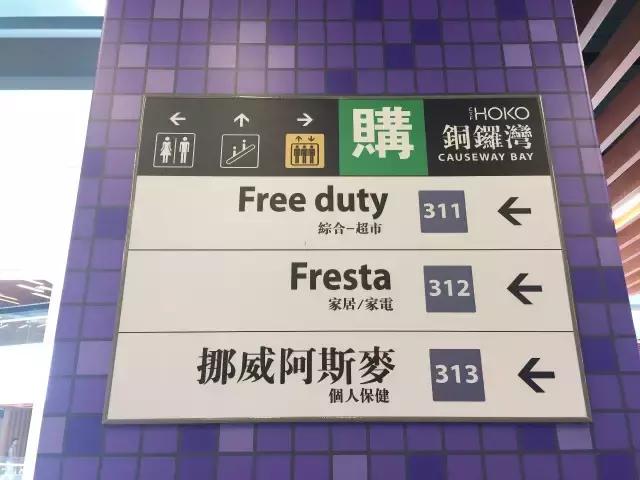 購
HOKO
銅鑼灣
CAUSEWAY BAY
Free duty
綜合-超市
311
Fresta
家居/家電
312
挪威阿斯麥
個人保健
313